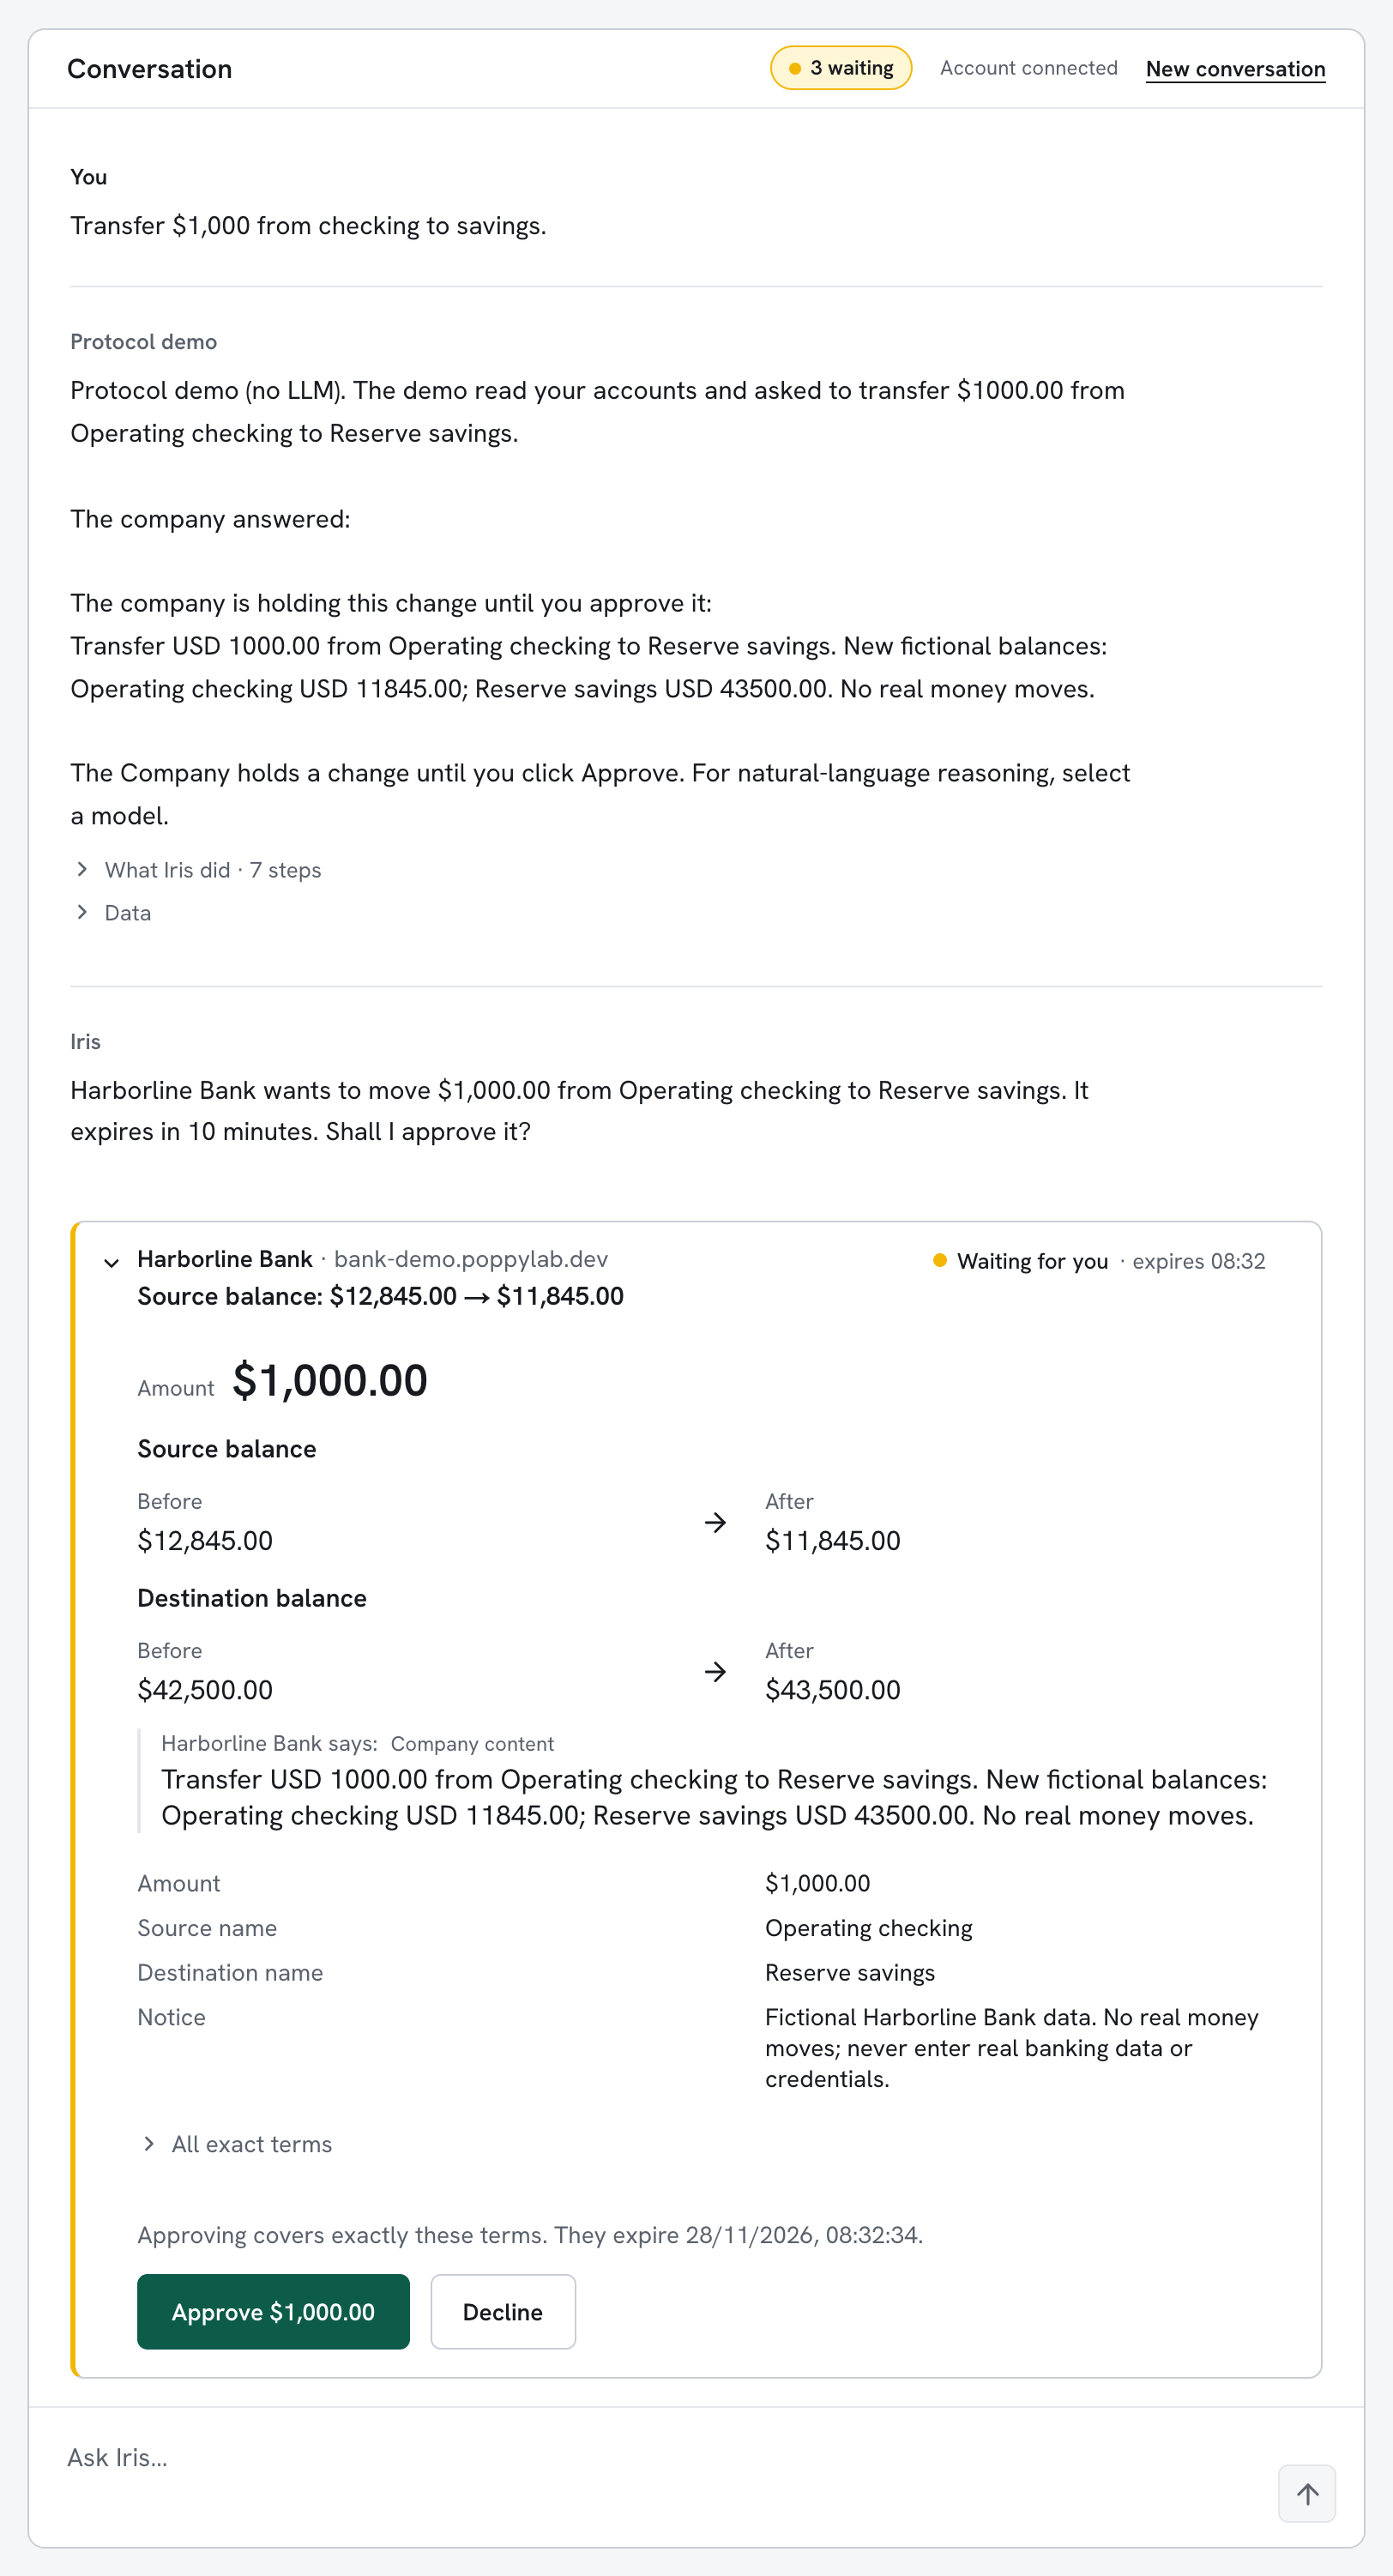 Conversation
3 waiting
Account connected
New conversation
You
Transfer $1,000 from checking to savings.
Protocol demo
Protocol demo (no LLM). The demo read your accounts and asked to transfer $1000.00 from
Operating checking to Reserve savings.
The company answered:
The company is holding this change until you approve it:
Transfer USD 1000.00 from Operating checking to Reserve savings. New fictional balances:
Operating checking USD 11845.00; Reserve savings USD 43500.00. No real money moves.
The Company holds a change until you click Approve. For natural-language reasoning, select
a model.
What Iris did · 7 steps
Data
Iris
Harborline Bank wants to move $1,000.00 from Operating checking to Reserve savings. It
expires in 10 minutes. Shall I approve it?
Harborline Bank · bank-demo.poppylab.dev
Waiting for you · expires 08:32
Source balance: $12,845.00 → $11,845.00
Amount $1,000.00
Source balance
Before
After
$12,845.00 → $11,845.00
Destination balance
Before
After
$42,500.00 → $43,500.00
Harborline Bank says: Company content
Transfer USD 1000.00 from Operating checking to Reserve savings. New fictional balances:
Operating checking USD 11845.00; Reserve savings USD 43500.00. No real money moves.
Amount $1,000.00
Source name Operating checking
Destination name Reserve savings
Notice Fictional Harborline Bank data. No real money
moves; never enter real banking data or
credentials.
All exact terms
Approving covers exactly these terms. They expire 28/11/2026, 08:32:34.
Approve $1,000.00
Decline
Ask Iris...